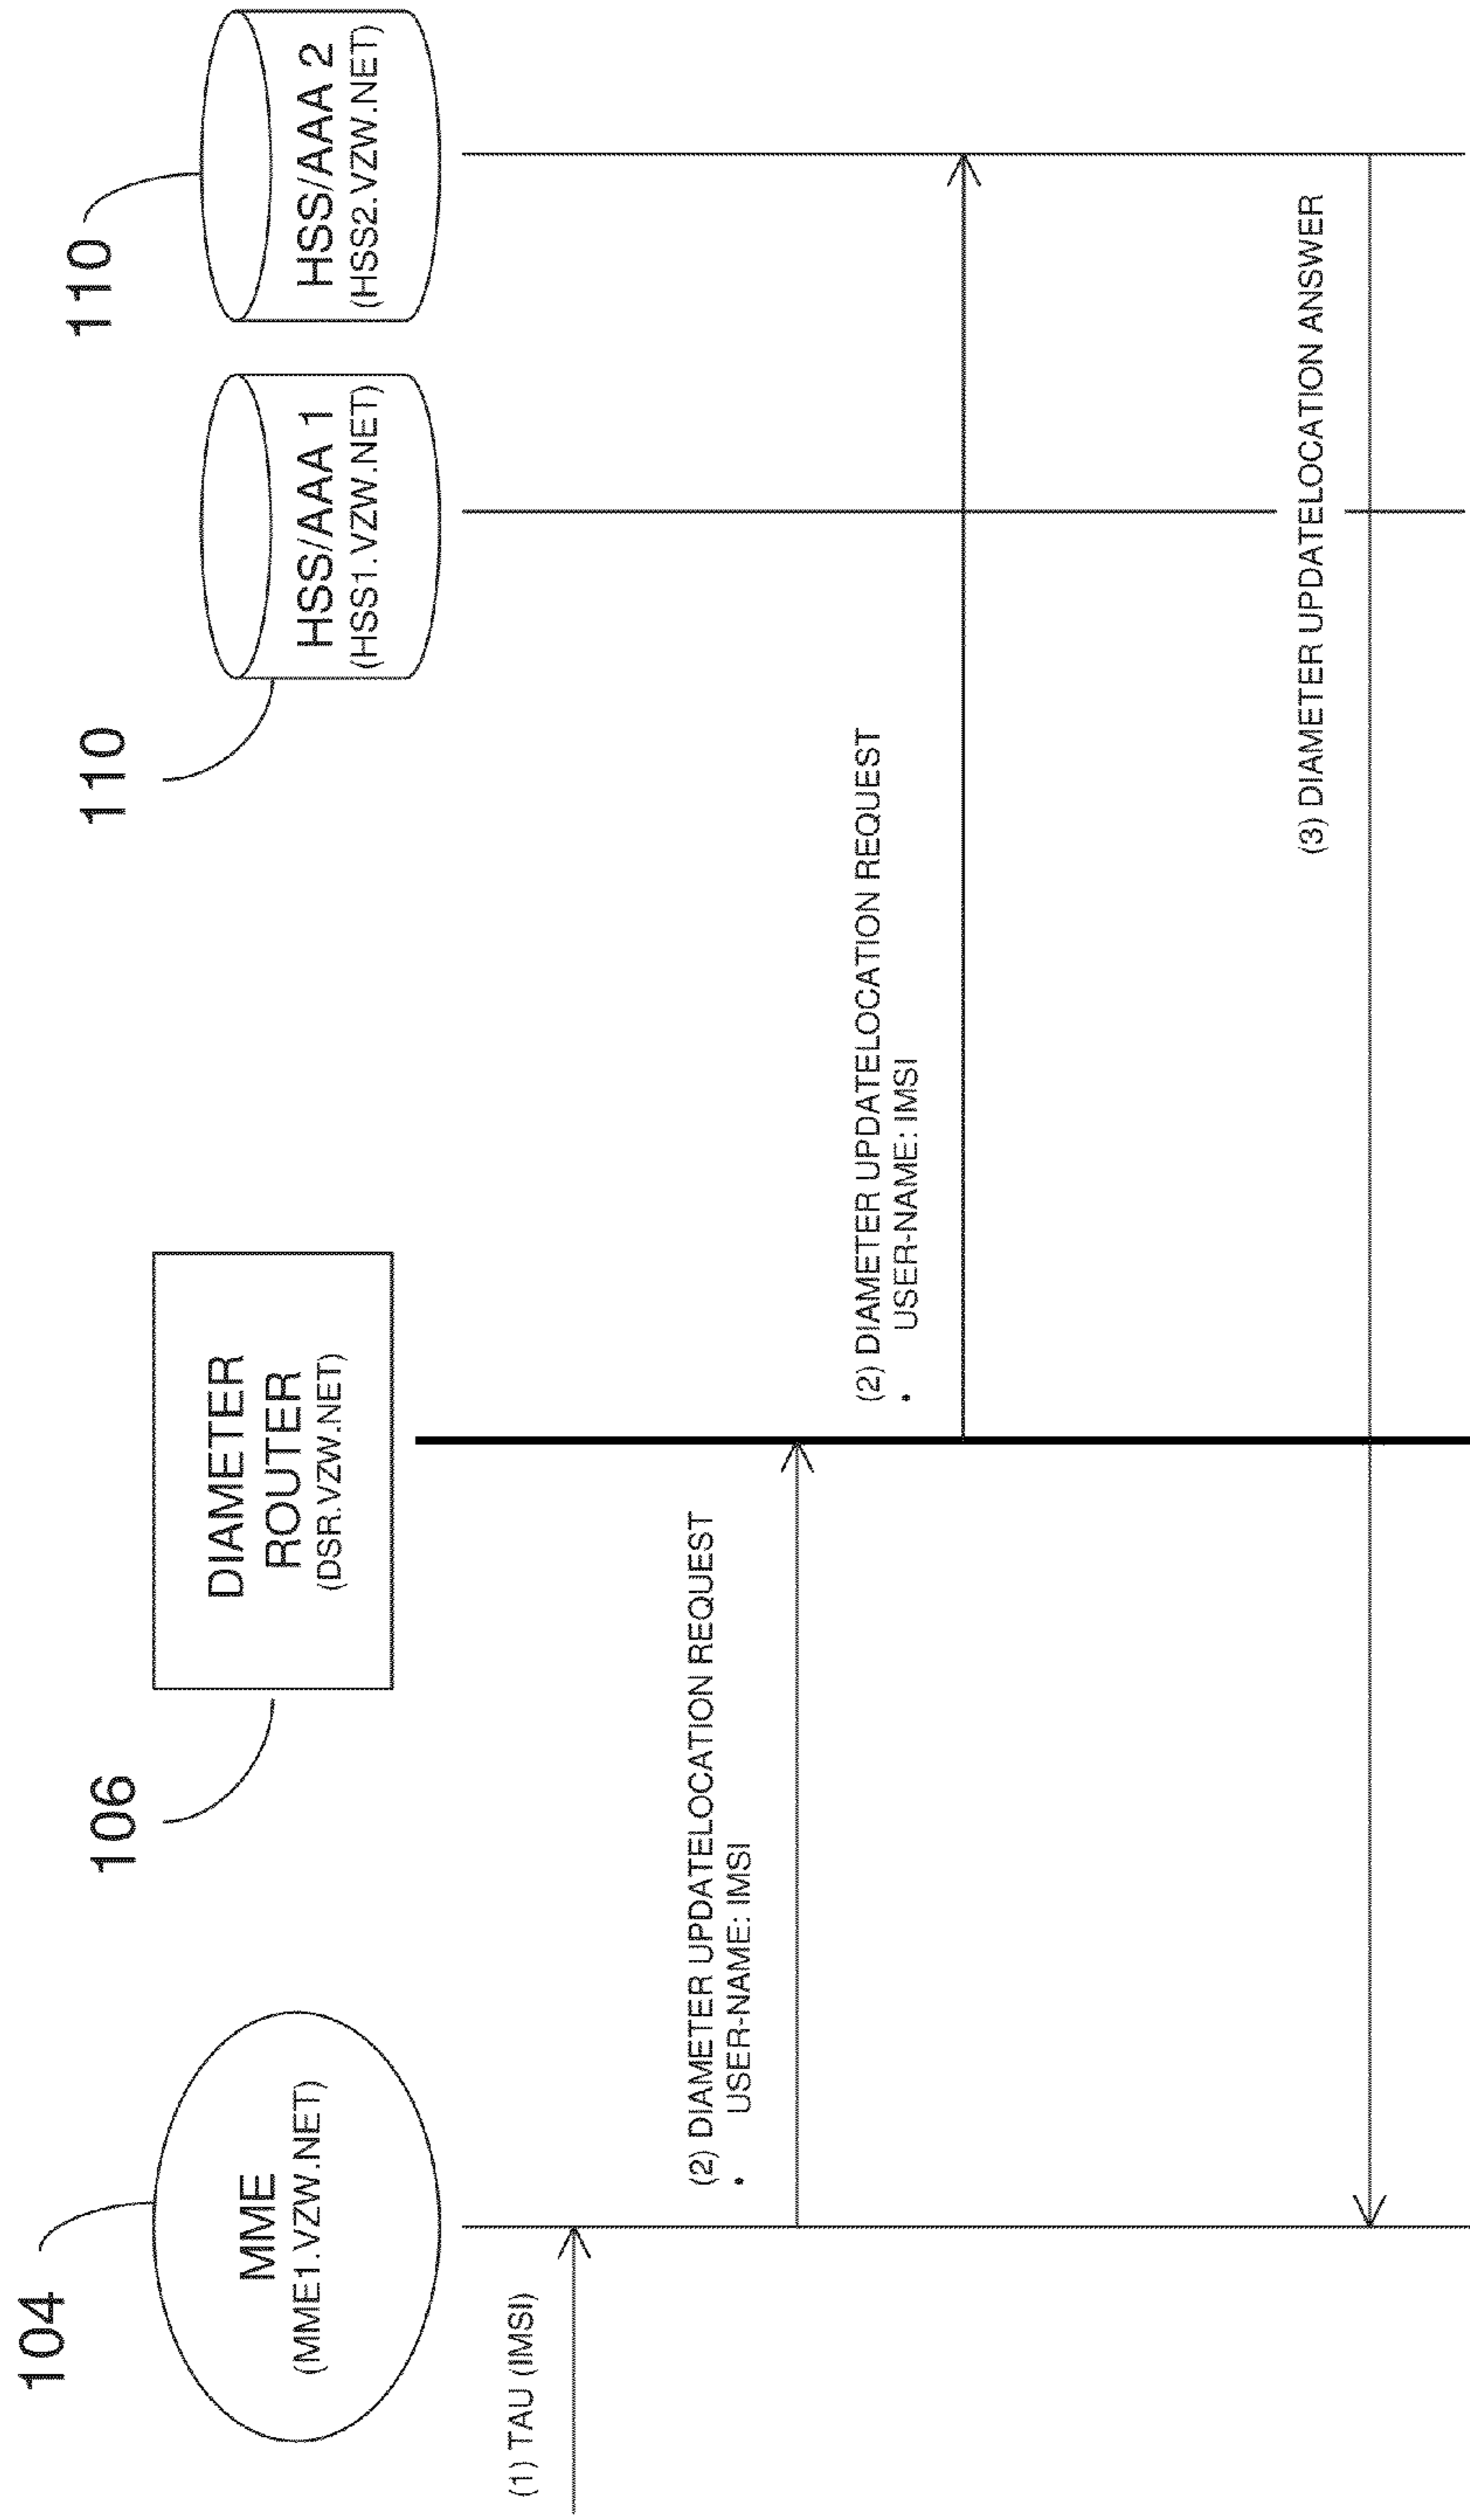 104
MME
(MME1.VZW.NET)
106
DIAMETER
ROUTER
(DSR.VZW.NET)
110
HSS/AAA 1
(HSS1.VZW.NET)
110
HSS/AAA 2
(HSS2.VZW.NET)
(1) TAU (IMSI)
(2) DIAMETER UPDATELOCATION REQUEST
• USER-NAME: IMSI
(2) DIAMETER UPDATELOCATION REQUEST
• USER-NAME: IMSI
(3) DIAMETER UPDATELOCATION ANSWER